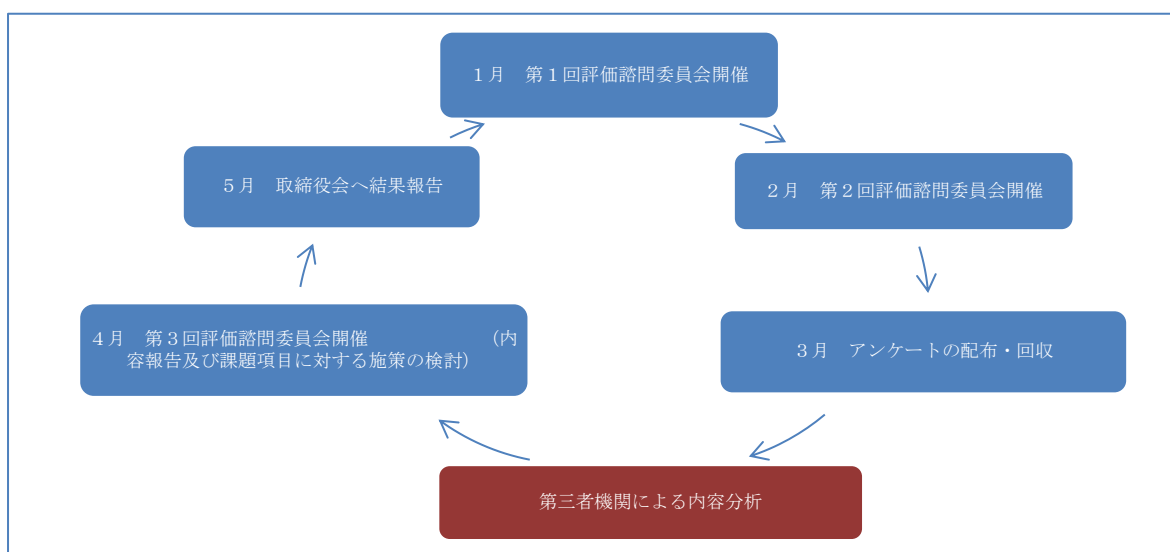 １月　第１回評価諮問委員会開催
２月　第２回評価諮問委員会開催
３月　アンケートの配布・回収
第三者機関による内容分析
４月　第３回評価諮問委員会開催　　　　　　　（内
容報告及び課題項目に対する施策の検討）
５月　取締役会へ結果報告